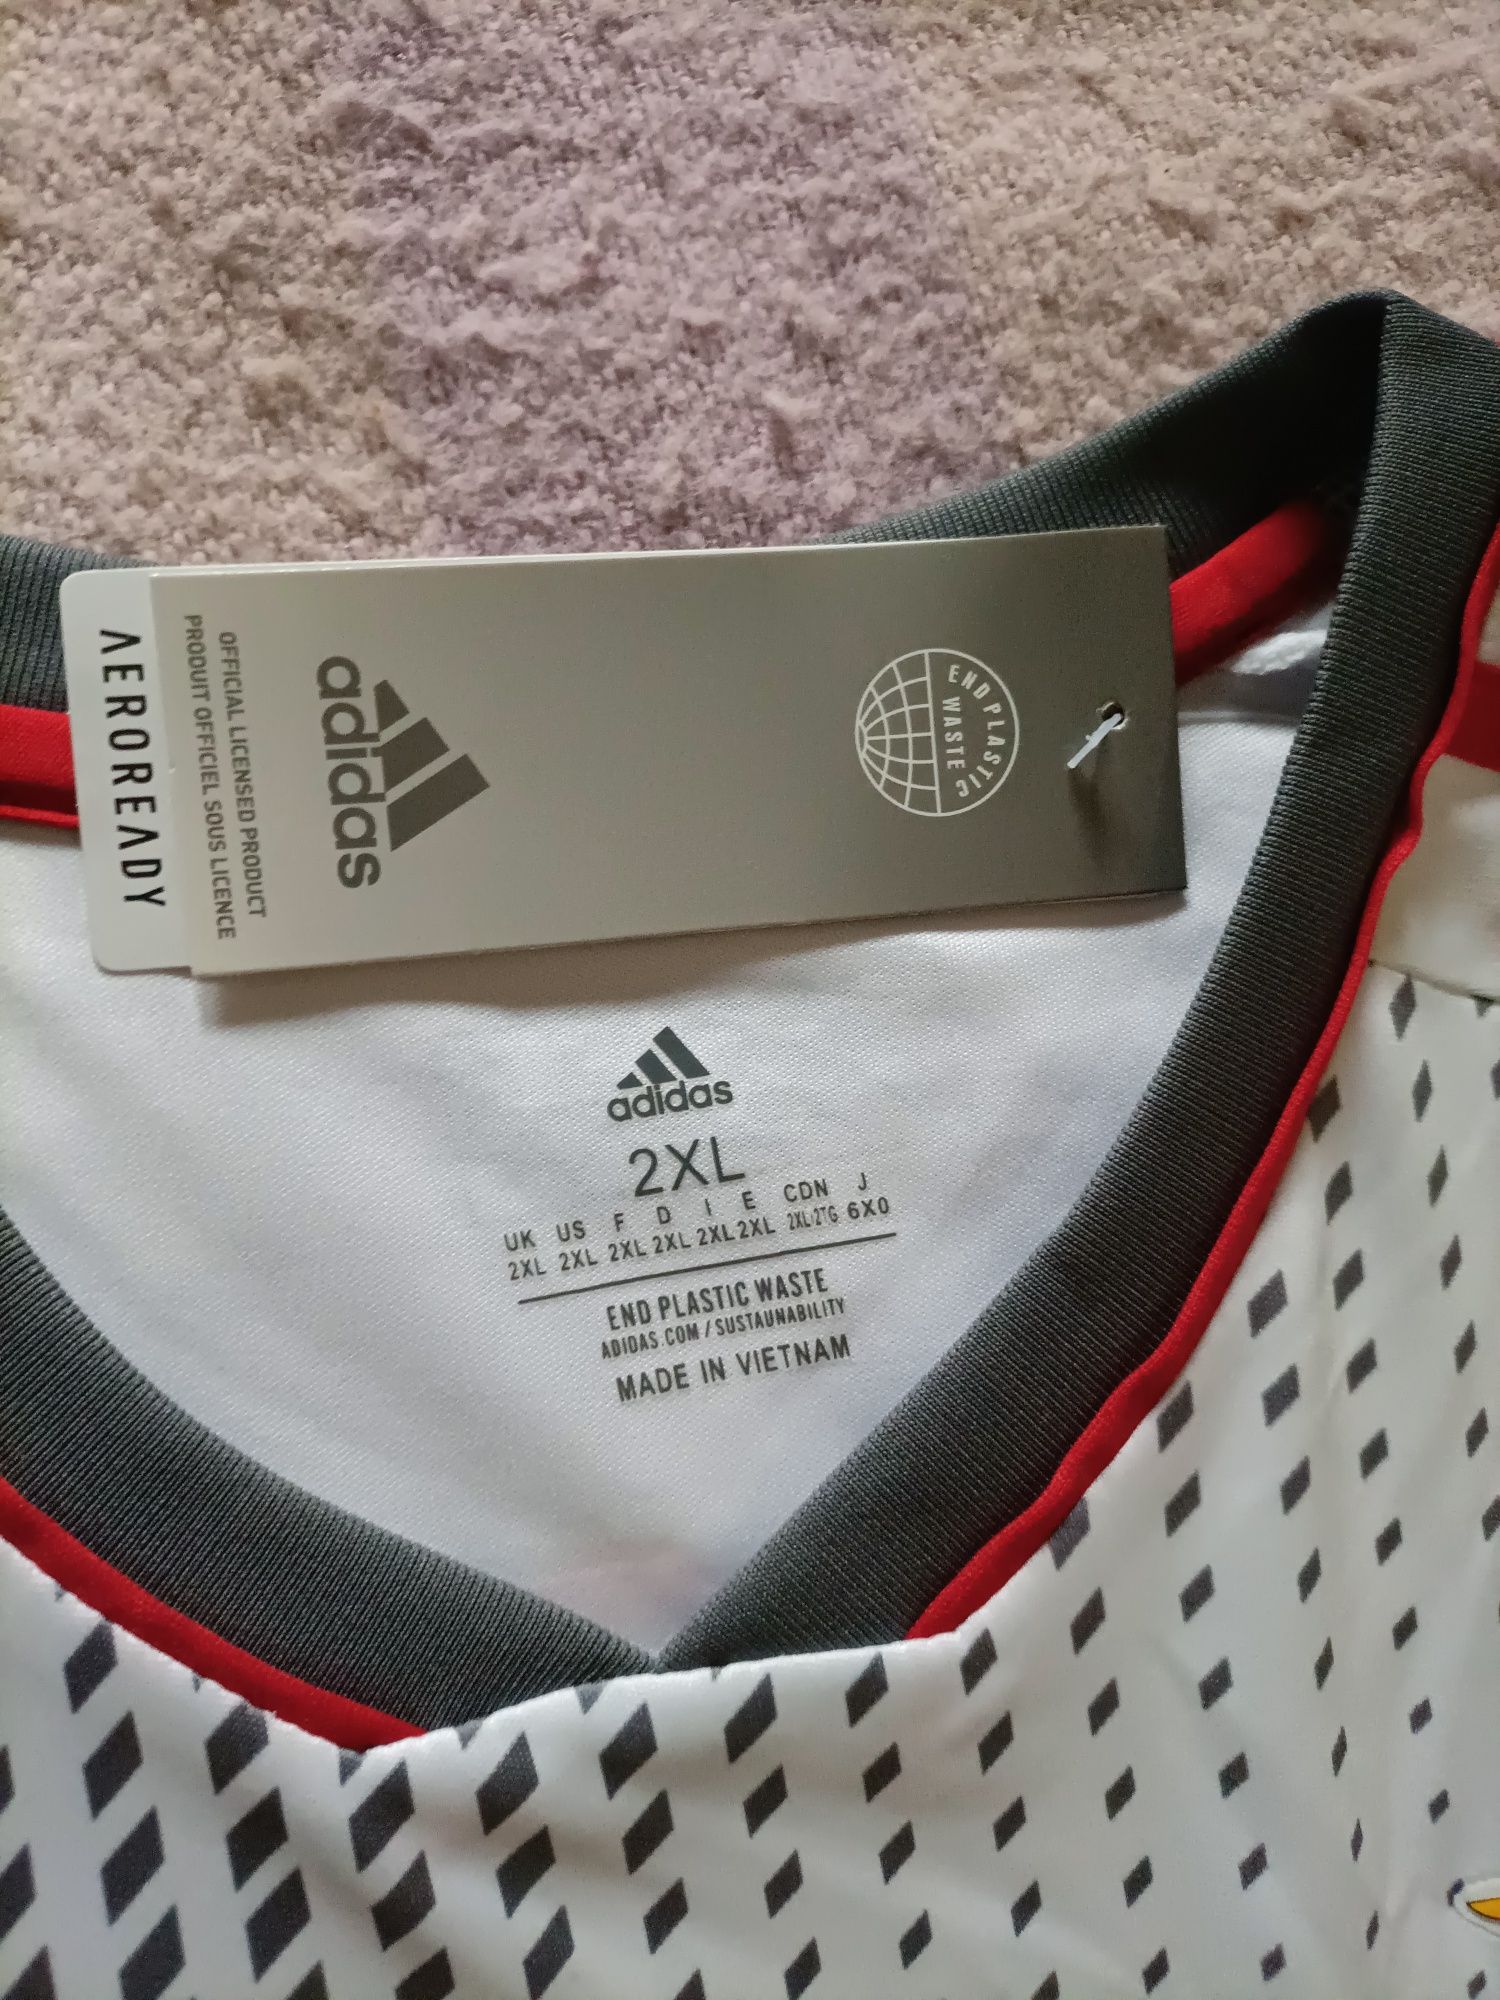 AEROREADY
OFFICIAL LICENSED PRODUCT
PRODUIT OFFICIEL SOUS LICENCE
adidas
END PLASTIC
WASTE
adidas
2XL
UK US F D I E CDN J
2XL 2XL 2XL 2XL 2XL 2XL 2XL/2TG 6XO
END PLASTIC WASTE
ADIDAS.COM/SUSTAUNABILITY
MADE IN VIETNAM